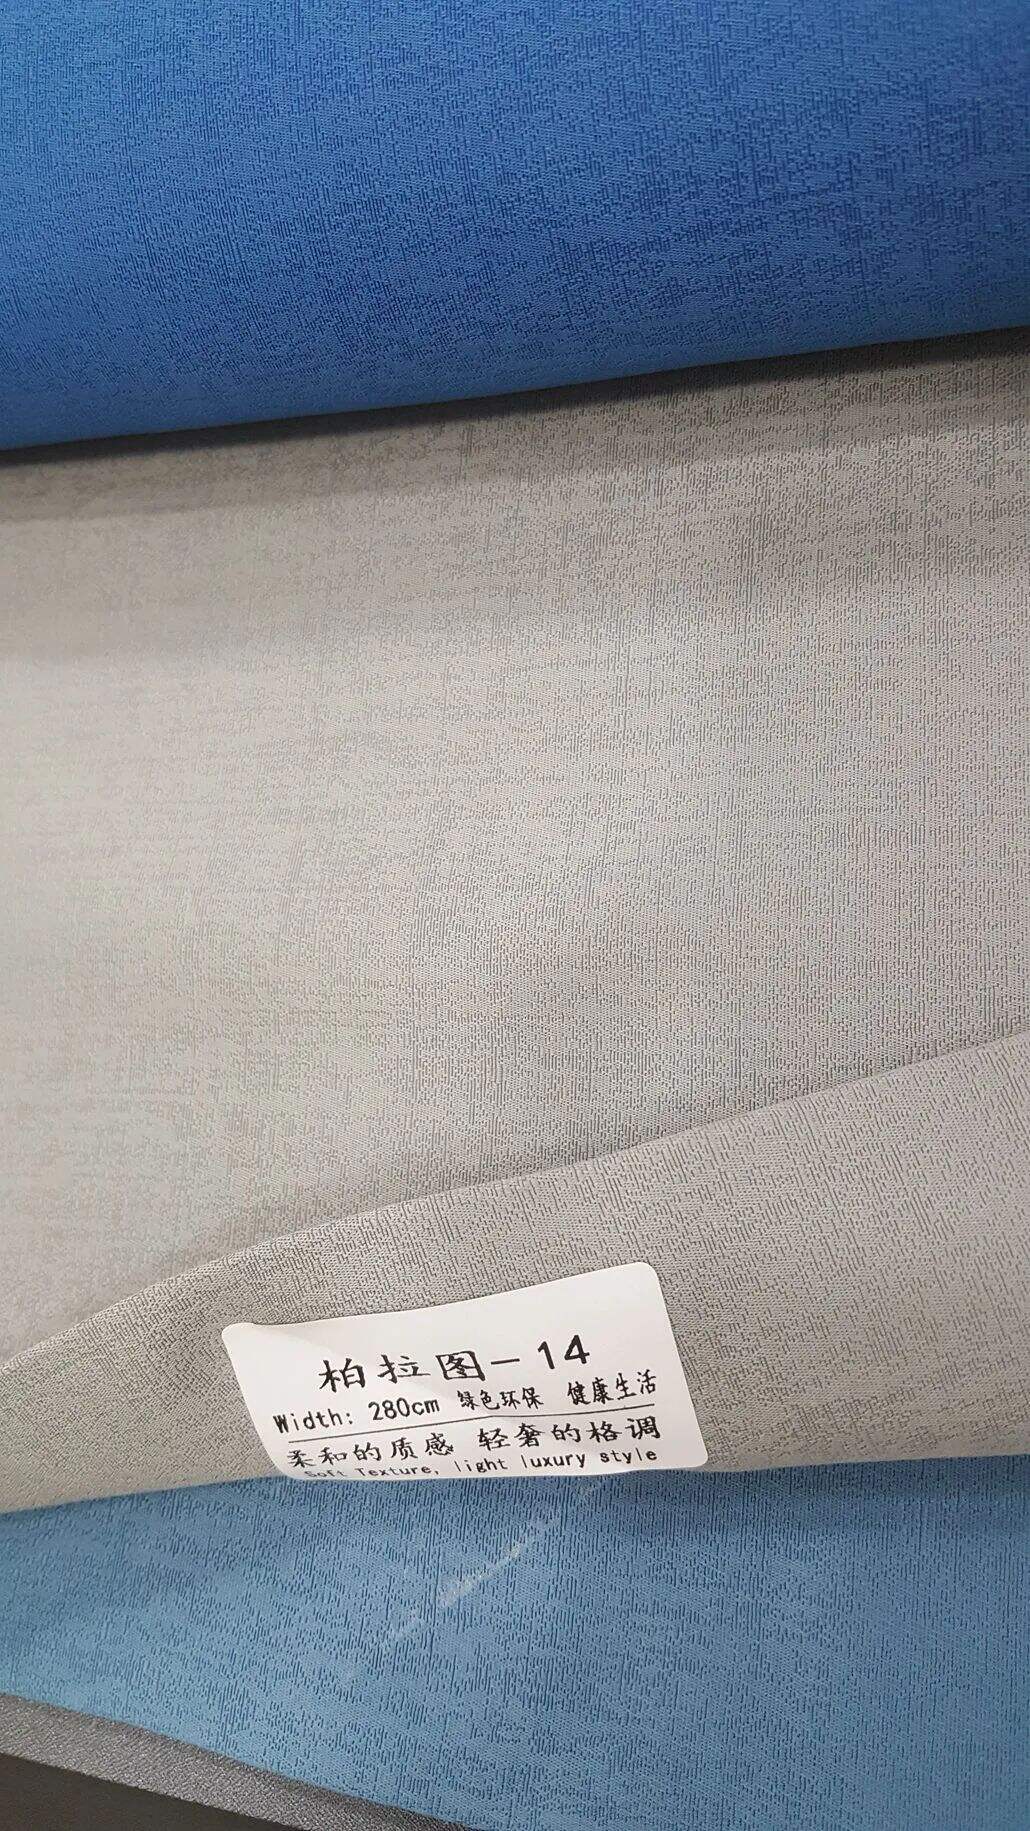 柏拉图-14
Width: 280cm 绿色环保 健康生活
柔和的质感 轻奢的格调
Soft Texture, light luxury style